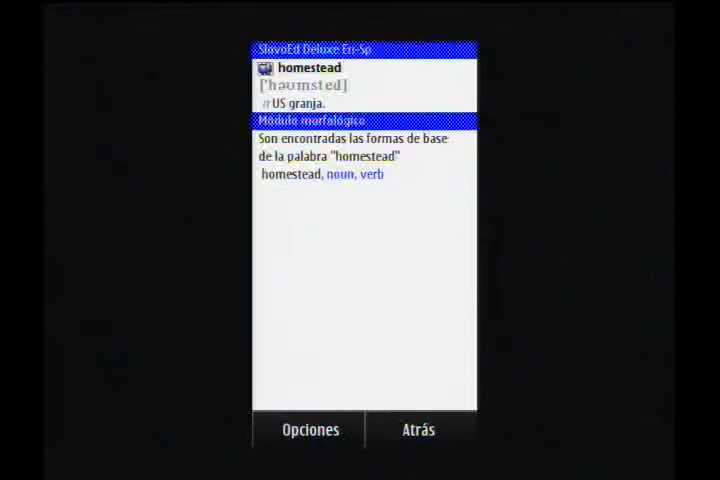 SlovoEd Deluxe En-Sp
homestead
['həʊmsted]
n US granja.
Módulo morfológico
Son encontradas las formas de base
de la palabra "homestead"
homestead, noun, verb
Opciones Atrás